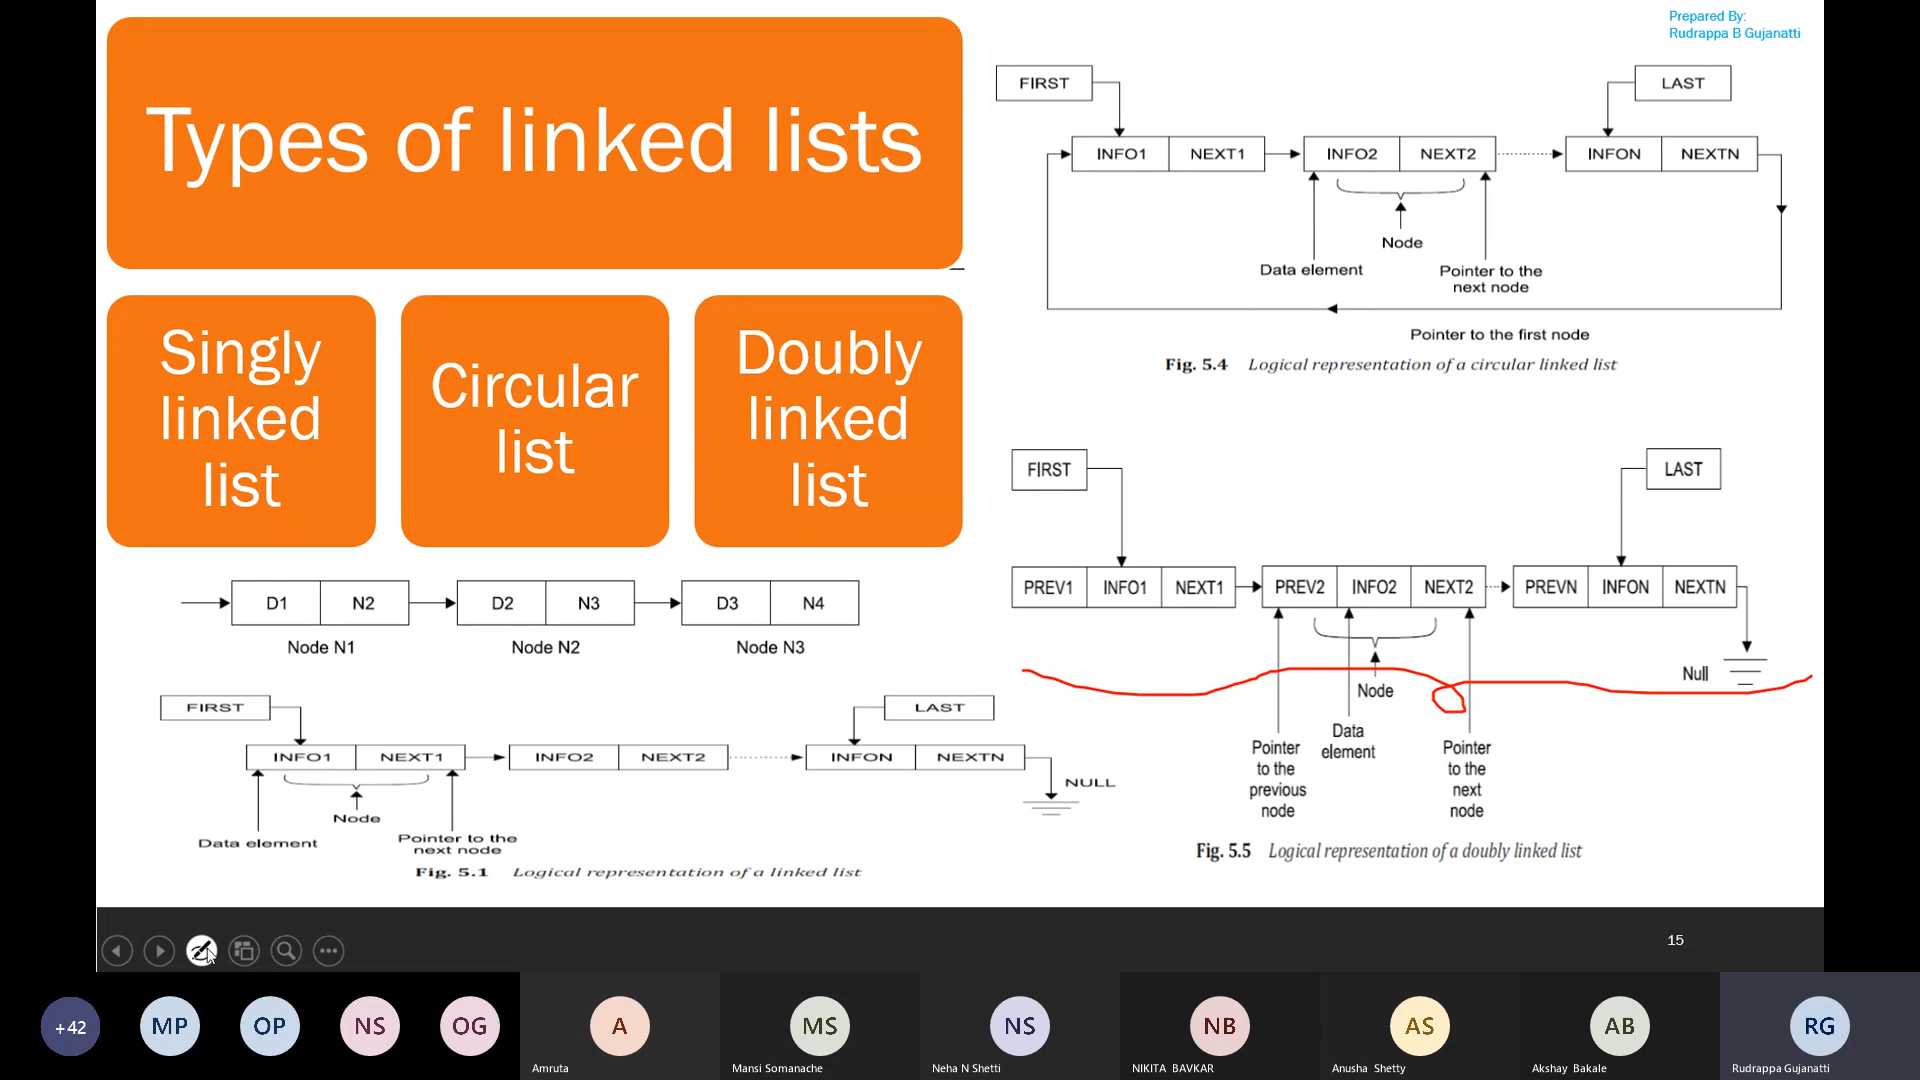 Prepared By:
Rudrappa B Gujanatti
Types of linked lists
Singly
linked
list
Circular
list
Doubly
linked
list
D1 N2 D2 N3 D3 N4
Node N1 Node N2 Node N3
FIRST LAST
INFO1 NEXT1 INFO2 NEXT2 INFON NEXTN
NULL
Node
Data element Pointer to the
next node
Fig. 5.1 Logical representation of a linked list
FIRST LAST
INFO1 NEXT1 INFO2 NEXT2 INFON NEXTN
Node
Data element Pointer to the
next node
Pointer to the first node
Fig. 5.4 Logical representation of a circular linked list
FIRST LAST
PREV1 INFO1 NEXT1 PREV2 INFO2 NEXT2 PREVN INFON NEXTN
Null
Node
Data
element
Pointer
to the
previous
node
Pointer
to the
next
node
Fig. 5.5 Logical representation of a doubly linked list
15
+42 MP OP NS OG A MS NS NB AS AB RG
Amruta Mansi Somanache Neha N Shetti NIKITA BAVKAR Anusha Shetty Akshay Bakale Rudrappa Gujanatti